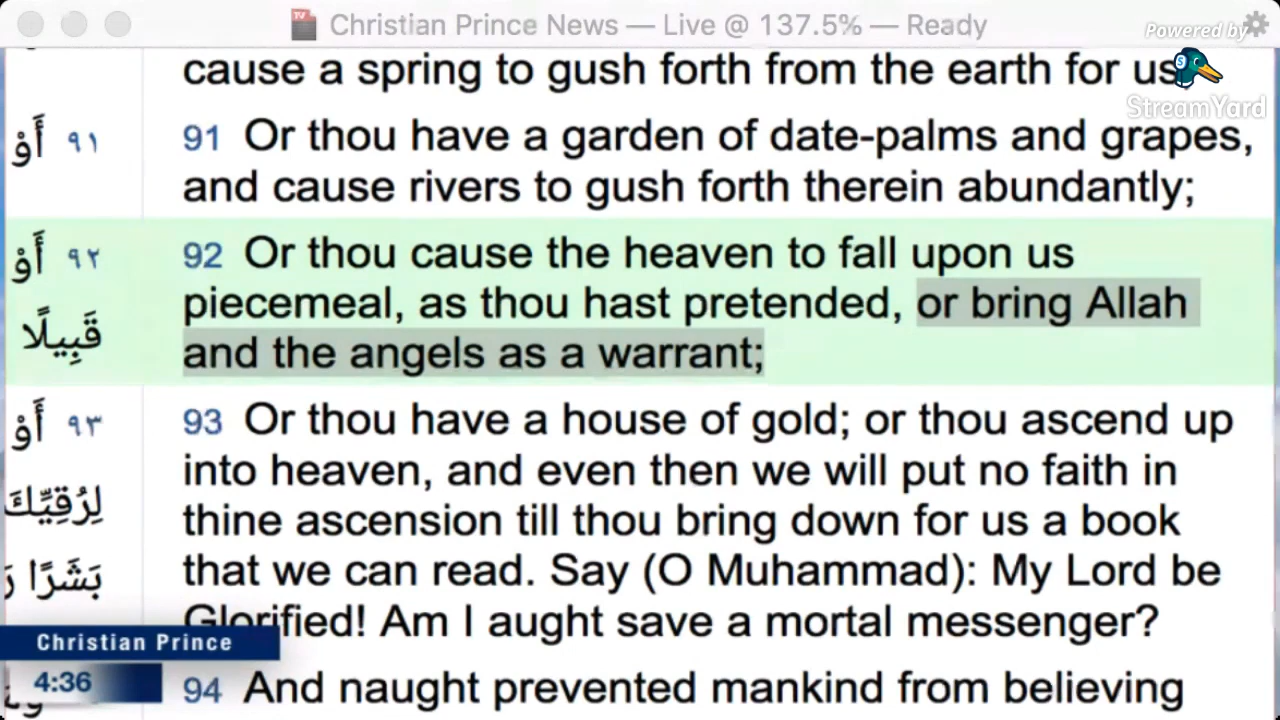 Christian Prince News — Live @ 137.5% — Ready
Powered by
StreamYard
cause a spring to gush forth from the earth for us
٩١ أَوْ
91 Or thou have a garden of date-palms and grapes,
and cause rivers to gush forth therein abundantly;
٩٢ أَوْ
92 Or thou cause the heaven to fall upon us
piecemeal, as thou hast pretended, or bring Allah
قَبِيلًا
and the angels as a warrant;
٩٣ أَوْ
93 Or thou have a house of gold; or thou ascend up
into heaven, and even then we will put no faith in
لِرُقِيِّكَ
thine ascension till thou bring down for us a book
بَشَرًا
that we can read. Say (O Muhammad): My Lord be
Glorified! Am I aught save a mortal messenger?
Christian Prince
4:36
94 And naught prevented mankind from believing